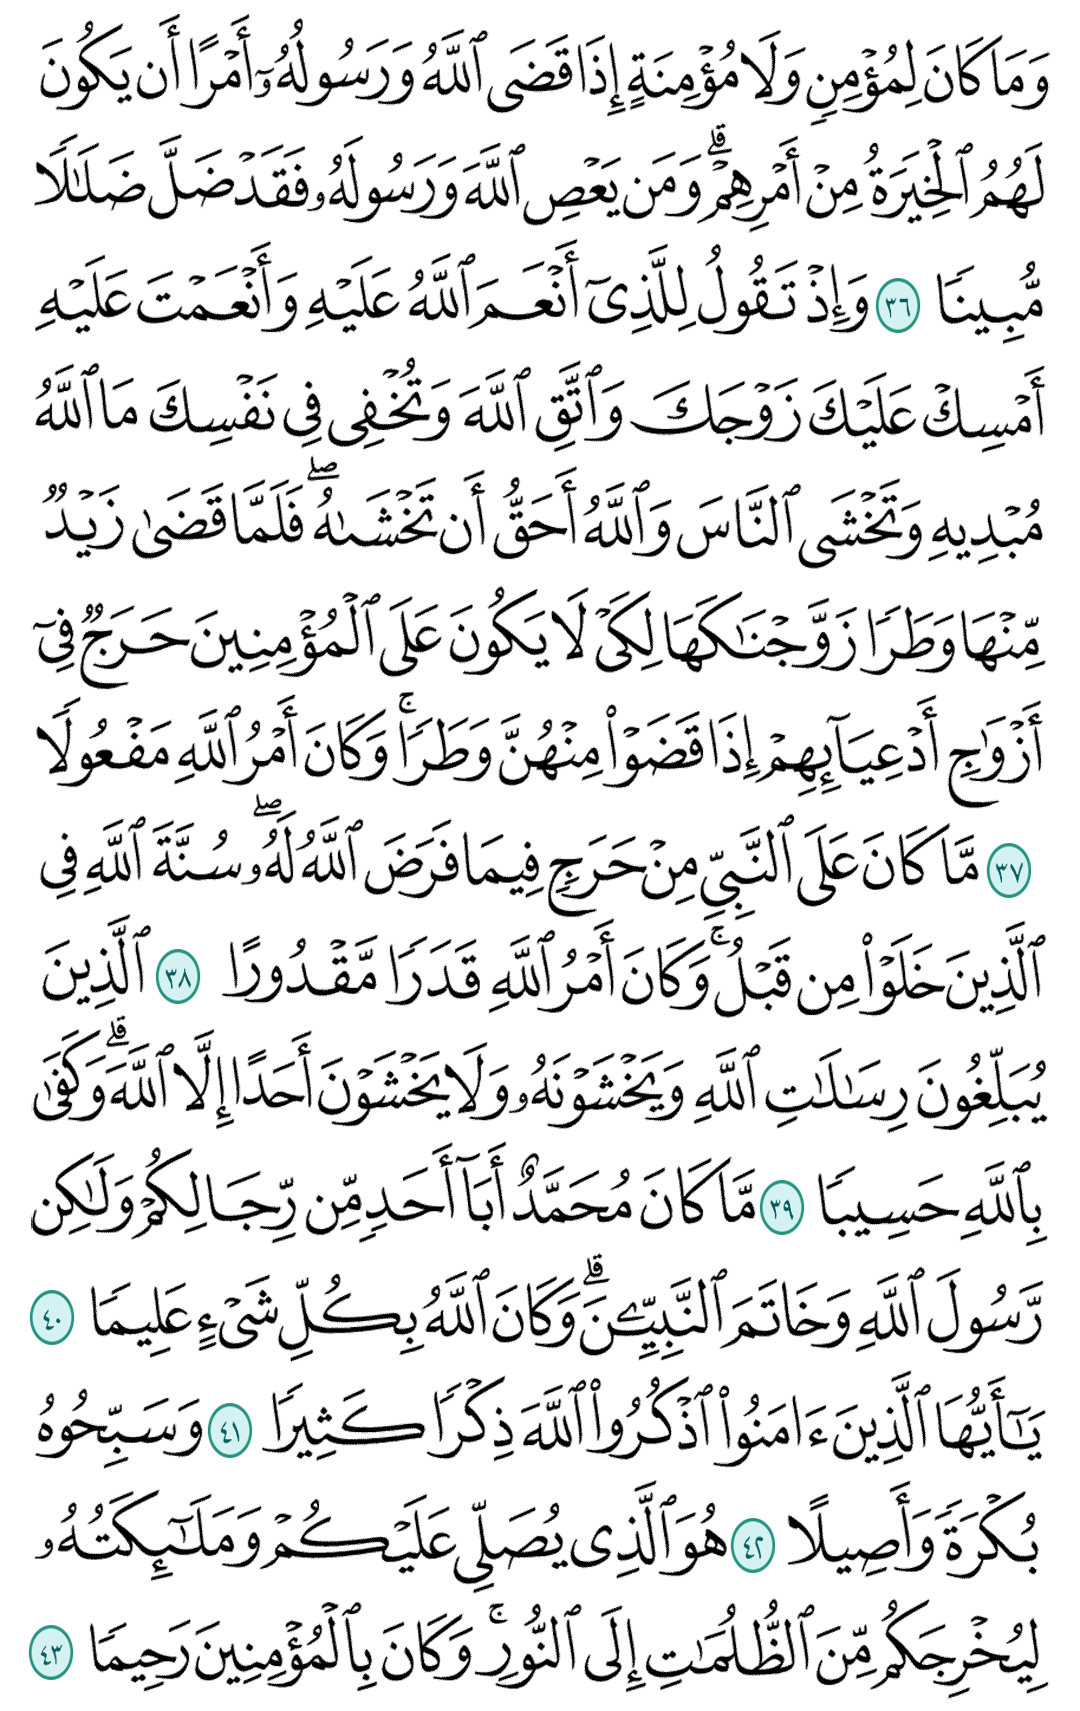 وَمَا كَانَ لِمُؤۡمِنٖ وَلَا مُؤۡمِنَةٍ إِذَا قَضَى ٱللَّهُ وَرَسُولُهُۥٓ أَمۡرًا أَن يَكُونَ
لَهُمُ ٱلۡخِيَرَةُ مِنۡ أَمۡرِهِمۡۗ وَمَن يَعۡصِ ٱللَّهَ وَرَسُولَهُۥ فَقَدۡ ضَلَّ ضَلَٰلٗا
مُّبِينٗا ٣٦ وَإِذۡ تَقُولُ لِلَّذِيٓ أَنۡعَمَ ٱللَّهُ عَلَيۡهِ وَأَنۡعَمۡتَ عَلَيۡهِ
أَمۡسِكۡ عَلَيۡكَ زَوۡجَكَ وَٱتَّقِ ٱللَّهَ وَتُخۡفِي فِي نَفۡسِكَ مَا ٱللَّهُ
مُبۡدِيهِ وَتَخۡشَى ٱلنَّاسَ وَٱللَّهُ أَحَقُّ أَن تَخۡشَىٰهُۖ فَلَمَّا قَضَىٰ زَيۡدٞ
مِّنۡهَا وَطَرٗا زَوَّجۡنَٰكَهَا لِكَيۡ لَا يَكُونَ عَلَى ٱلۡمُؤۡمِنِينَ حَرَجٞ فِيٓ
أَزۡوَٰجِ أَدۡعِيَآئِهِمۡ إِذَا قَضَوۡاْ مِنۡهُنَّ وَطَرٗاۚ وَكَانَ أَمۡرُ ٱللَّهِ مَفۡعُولٗا
٣٧ مَّا كَانَ عَلَى ٱلنَّبِيِّ مِنۡ حَرَجٖ فِيمَا فَرَضَ ٱللَّهُ لَهُۥۖ سُنَّةَ ٱللَّهِ فِي
ٱلَّذِينَ خَلَوۡاْ مِن قَبۡلُۚ وَكَانَ أَمۡرُ ٱللَّهِ قَدَرٗا مَّقۡدُورًا ٣٨ ٱلَّذِينَ
يُبَلِّغُونَ رِسَٰلَٰتِ ٱللَّهِ وَيَخۡشَوۡنَهُۥ وَلَا يَخۡشَوۡنَ أَحَدًا إِلَّا ٱللَّهَۗ وَكَفَىٰ
بِٱللَّهِ حَسِيبٗا ٣٩ مَّا كَانَ مُحَمَّدٌ أَبَآ أَحَدٖ مِّن رِّجَالِكُمۡ وَلَٰكِن
رَّسُولَ ٱللَّهِ وَخَاتَمَ ٱلنَّبِيِّـۧنَۗ وَكَانَ ٱللَّهُ بِكُلِّ شَيۡءٍ عَلِيمٗا ٤٠
يَٰٓأَيُّهَا ٱلَّذِينَ ءَامَنُواْ ٱذۡكُرُواْ ٱللَّهَ ذِكۡرٗا كَثِيرٗا ٤١ وَسَبِّحُوهُ
بُكۡرَةٗ وَأَصِيلًا ٤٢ هُوَ ٱلَّذِي يُصَلِّي عَلَيۡكُمۡ وَمَلَٰٓئِكَتُهُۥ
لِيُخۡرِجَكُم مِّنَ ٱلظُّلُمَٰتِ إِلَى ٱلنُّورِۚ وَكَانَ بِٱلۡمُؤۡمِنِينَ رَحِيمٗا ٤٣